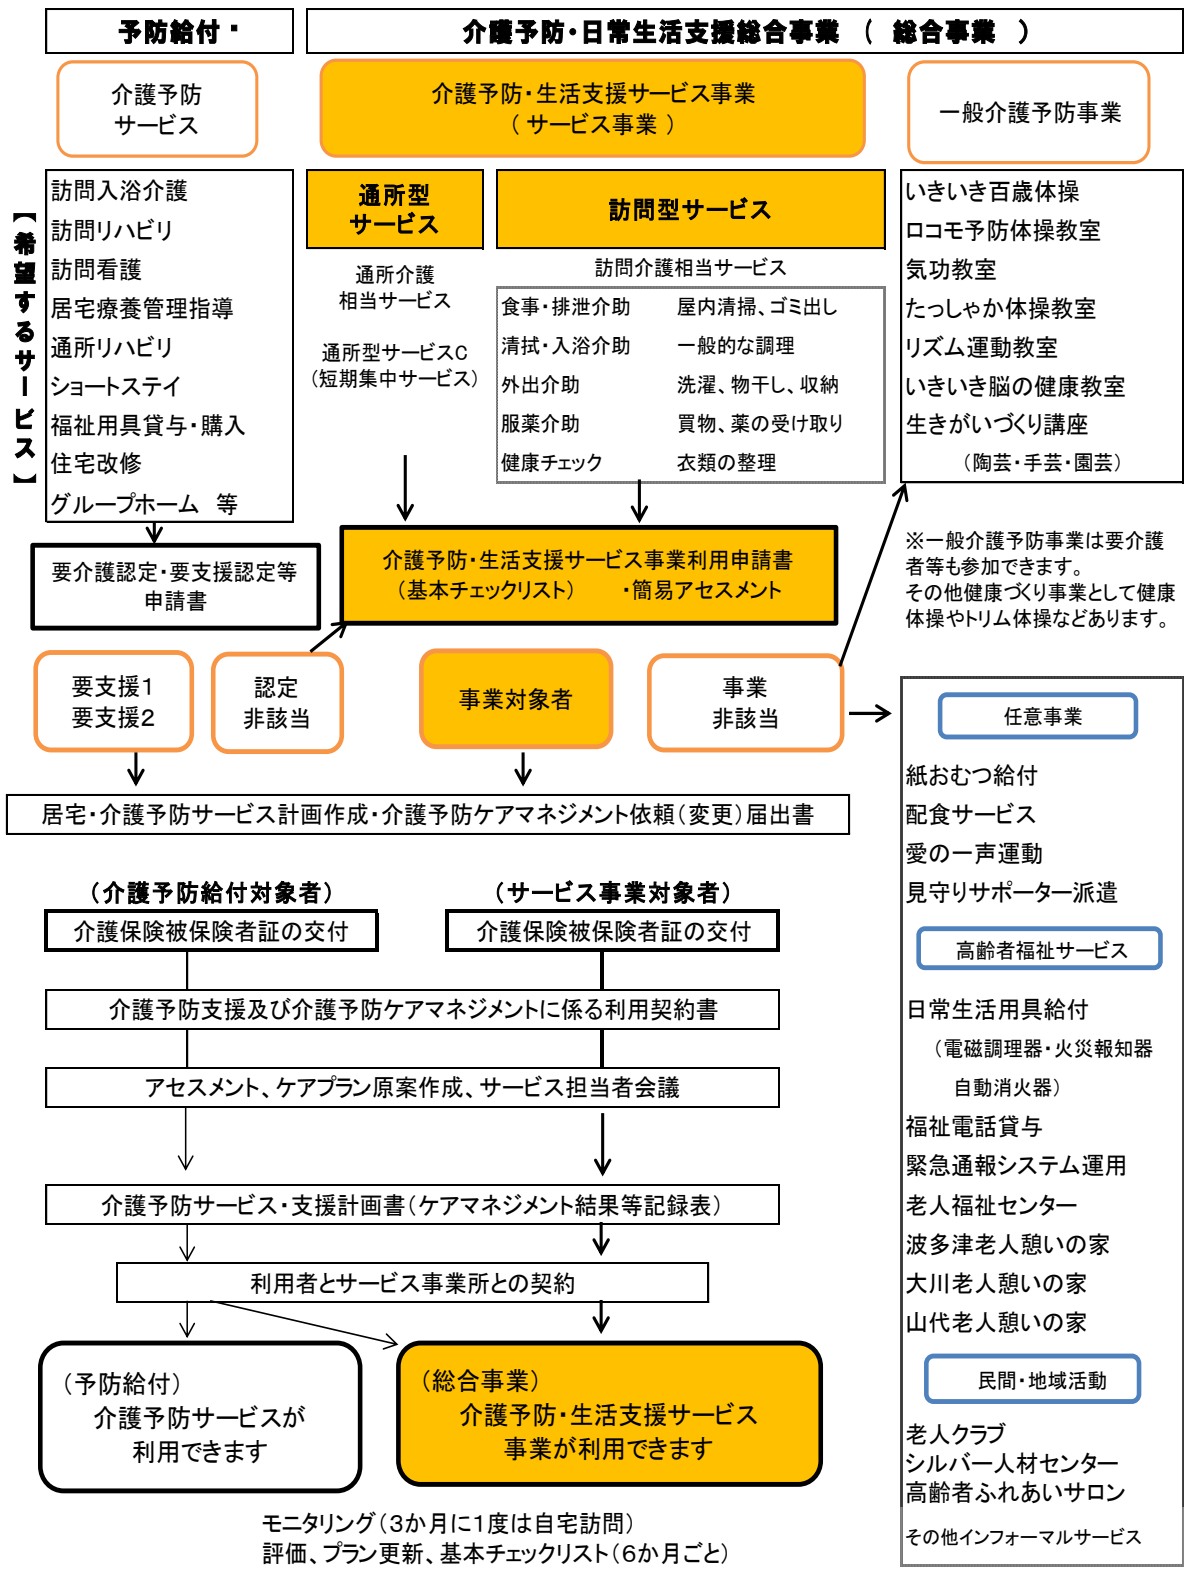 予防給付
介護予防・日常生活支援総合事業 （ 総合事業 ）
介護予防
サービス
介護予防・生活支援サービス事業
（ サービス事業 ）
一般介護予防事業
【希望するサービス】
訪問入浴介護
訪問リハビリ
訪問看護
居宅療養管理指導
通所リハビリ
ショートステイ
福祉用具貸与・購入
住宅改修
グループホーム 等
通所型
サービス
通所介護
相当サービス
通所型サービスC
（短期集中サービス）
訪問型サービス
訪問介護相当サービス
食事・排泄介助 屋内清掃、ゴミ出し
清拭・入浴介助 一般的な調理
外出介助 洗濯、物干し、収納
服薬介助 買物、薬の受け取り
健康チェック 衣類の整理
いきいき百歳体操
ロコモ予防体操教室
気功教室
たっしゃか体操教室
リズム運動教室
いきいき脳の健康教室
生きがいづくり講座
（陶芸・手芸・園芸）
※一般介護予防事業は要介護
者等も参加できます。
その他健康づくり事業として健康
体操やトリム体操などあります。
要介護認定・要支援認定等
申請書
介護予防・生活支援サービス事業利用申請書
（基本チェックリスト） ・簡易アセスメント
要支援1
要支援2
認定
非該当
事業対象者
事業
非該当
居宅・介護予防サービス計画作成・介護予防ケアマネジメント依頼（変更）届出書
（介護予防給付対象者）
（サービス事業対象者）
介護保険被保険者証の交付
介護保険被保険者証の交付
介護予防支援及び介護予防ケアマネジメントに係る利用契約書
アセスメント、ケアプラン原案作成、サービス担当者会議
介護予防サービス・支援計画書（ケアマネジメント結果等記録表）
利用者とサービス事業所との契約
（予防給付）
介護予防サービスが
利用できます
（総合事業）
介護予防・生活支援サービス
事業が利用できます
モニタリング（3か月に1度は自宅訪問）
評価、プラン更新、基本チェックリスト（6か月ごと）
任意事業
紙おむつ給付
配食サービス
愛の一声運動
見守りサポーター派遣
高齢者福祉サービス
日常生活用具給付
（電磁調理器・火災報知器
自動消火器）
福祉電話貸与
緊急通報システム運用
老人福祉センター
波多津老人憩いの家
大川老人憩いの家
山代老人憩いの家
民間・地域活動
老人クラブ
シルバー人材センター
高齢者ふれあいサロン
その他インフォーマルサービス